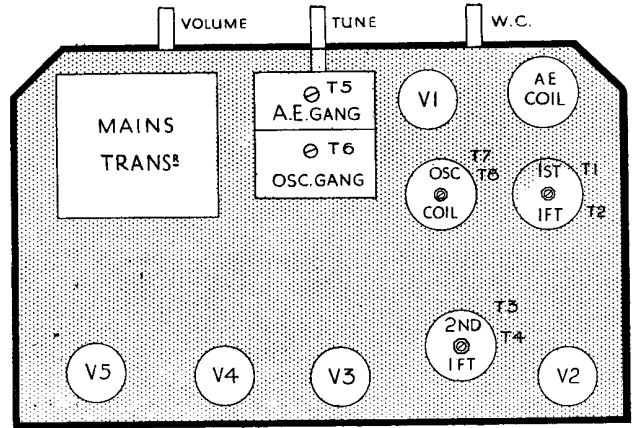 VOLUME
TUNE
W.C.
MAINS
TRANSR
T5
A.E.GANG
T6
OSC.GANG
V1
AE
COIL
T7
OSC T8
COIL
1ST T1
IFT T2
T3
2ND T4
IFT
V5
V4
V3
V2